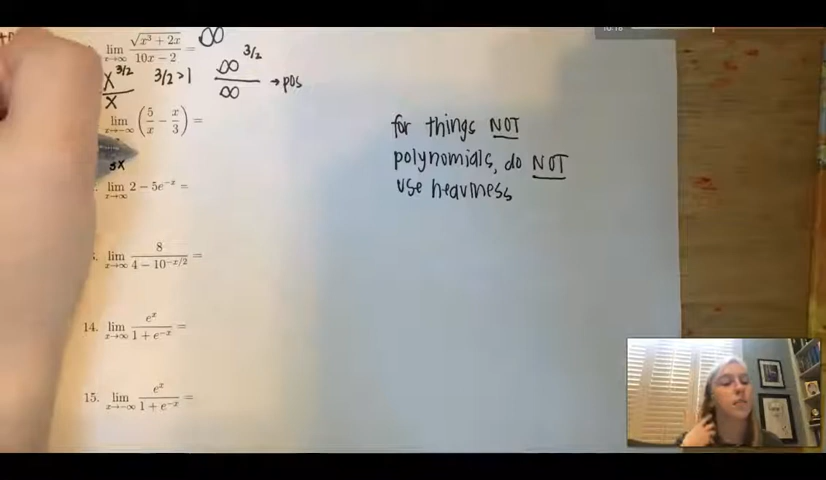 lim x→∞ √(x³ + 2x) / (10x − 2) = ∞
x^3/2 / x 3/2 > 1 ∞^3/2 / ∞ → pos
lim x→−∞ (5/x − x/3) =
3x
lim x→∞ 2 − 5e^−x =
lim x→∞ 8 / (4 − 10^−x/2) =
14. lim x→∞ e^x / (1 + e^−x) =
15. lim x→−∞ e^x / (1 + e^−x) =
for things NOT
polynomials, do NOT
use heaviness
10:18